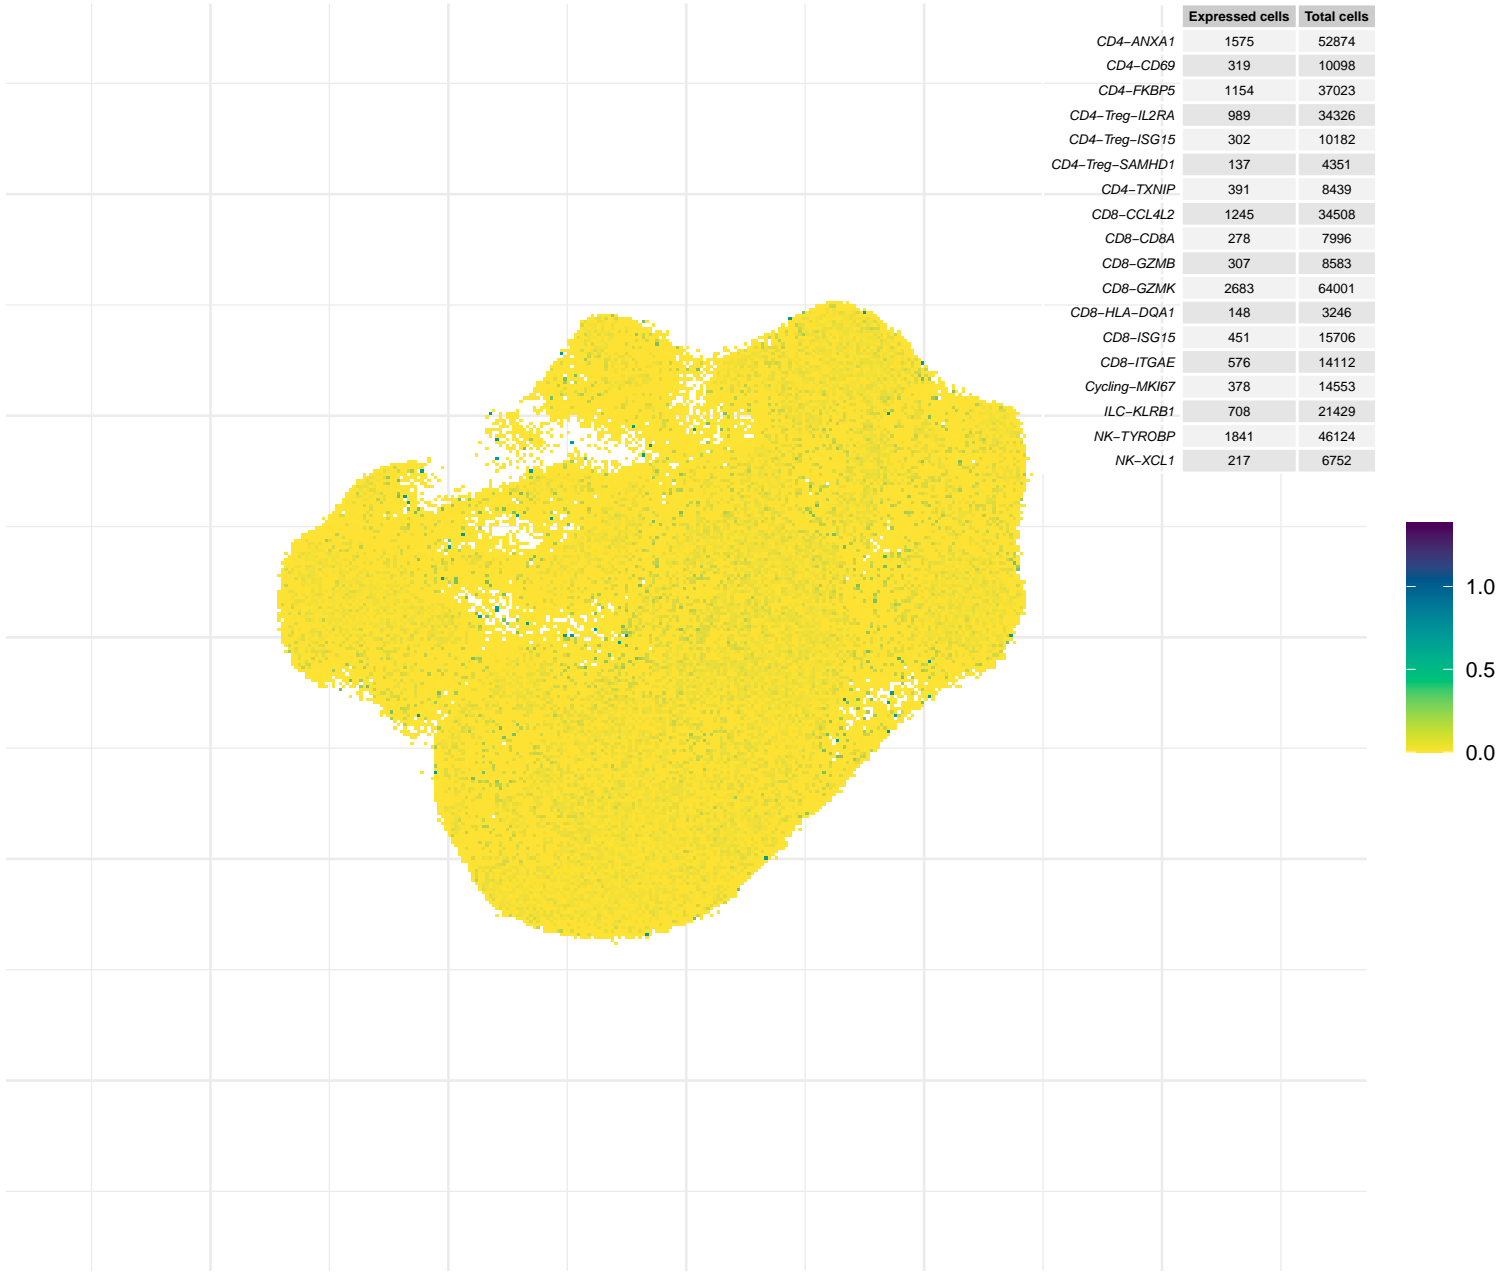 Expressed cells Total cells
CD4−ANXA1 1575 52874
CD4−CD69 319 10098
CD4−FKBP5 1154 37023
CD4−Treg−IL2RA 989 34326
CD4−Treg−ISG15 302 10182
CD4−Treg−SAMHD1 137 4351
CD4−TXNIP 391 8439
CD8−CCL4L2 1245 34508
CD8−CD8A 278 7996
CD8−GZMB 307 8583
CD8−GZMK 2683 64001
CD8−HLA−DQA1 148 3246
CD8−ISG15 451 15706
CD8−ITGAE 576 14112
Cycling−MKI67 378 14553
ILC−KLRB1 708 21429
NK−TYROBP 1841 46124
NK−XCL1 217 6752
1.0
0.5
0.0